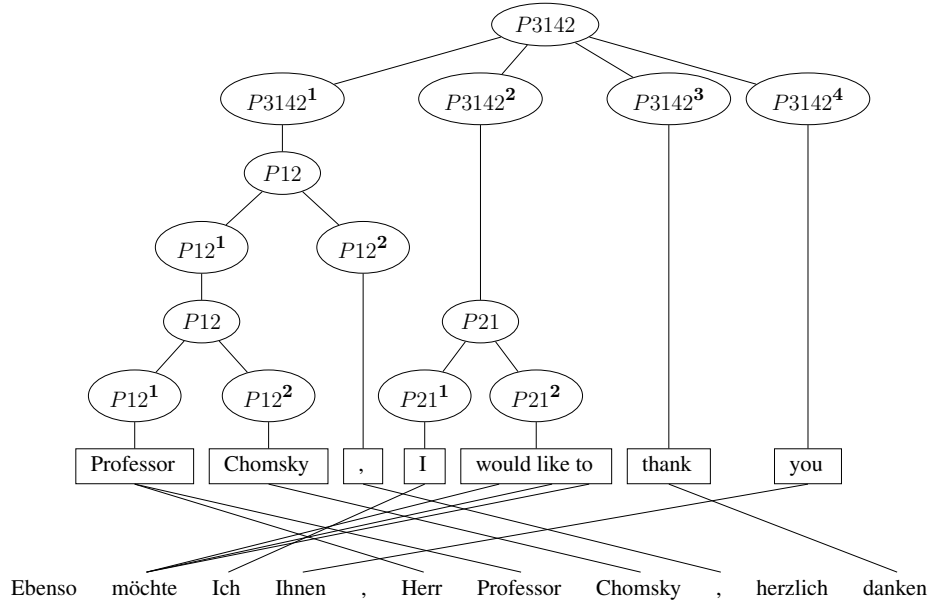 P3142
P3142¹ P3142² P3142³ P3142⁴
P12
P12¹ P12²
P12 P21
P12¹ P12² P21¹ P21²
Professor Chomsky , I would like to thank you
Ebenso möchte Ich Ihnen , Herr Professor Chomsky , herzlich danken